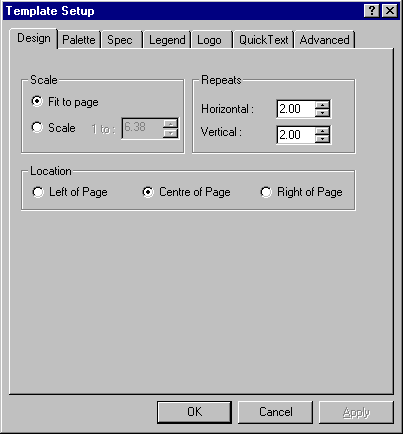 Template Setup
Design Palette Spec Legend Logo QuickText Advanced
Scale
Fit to page
Scale 1 to : 6.38
Repeats
Horizontal : 2.00
Vertical : 2.00
Location
Left of Page Centre of Page Right of Page
OK Cancel Apply